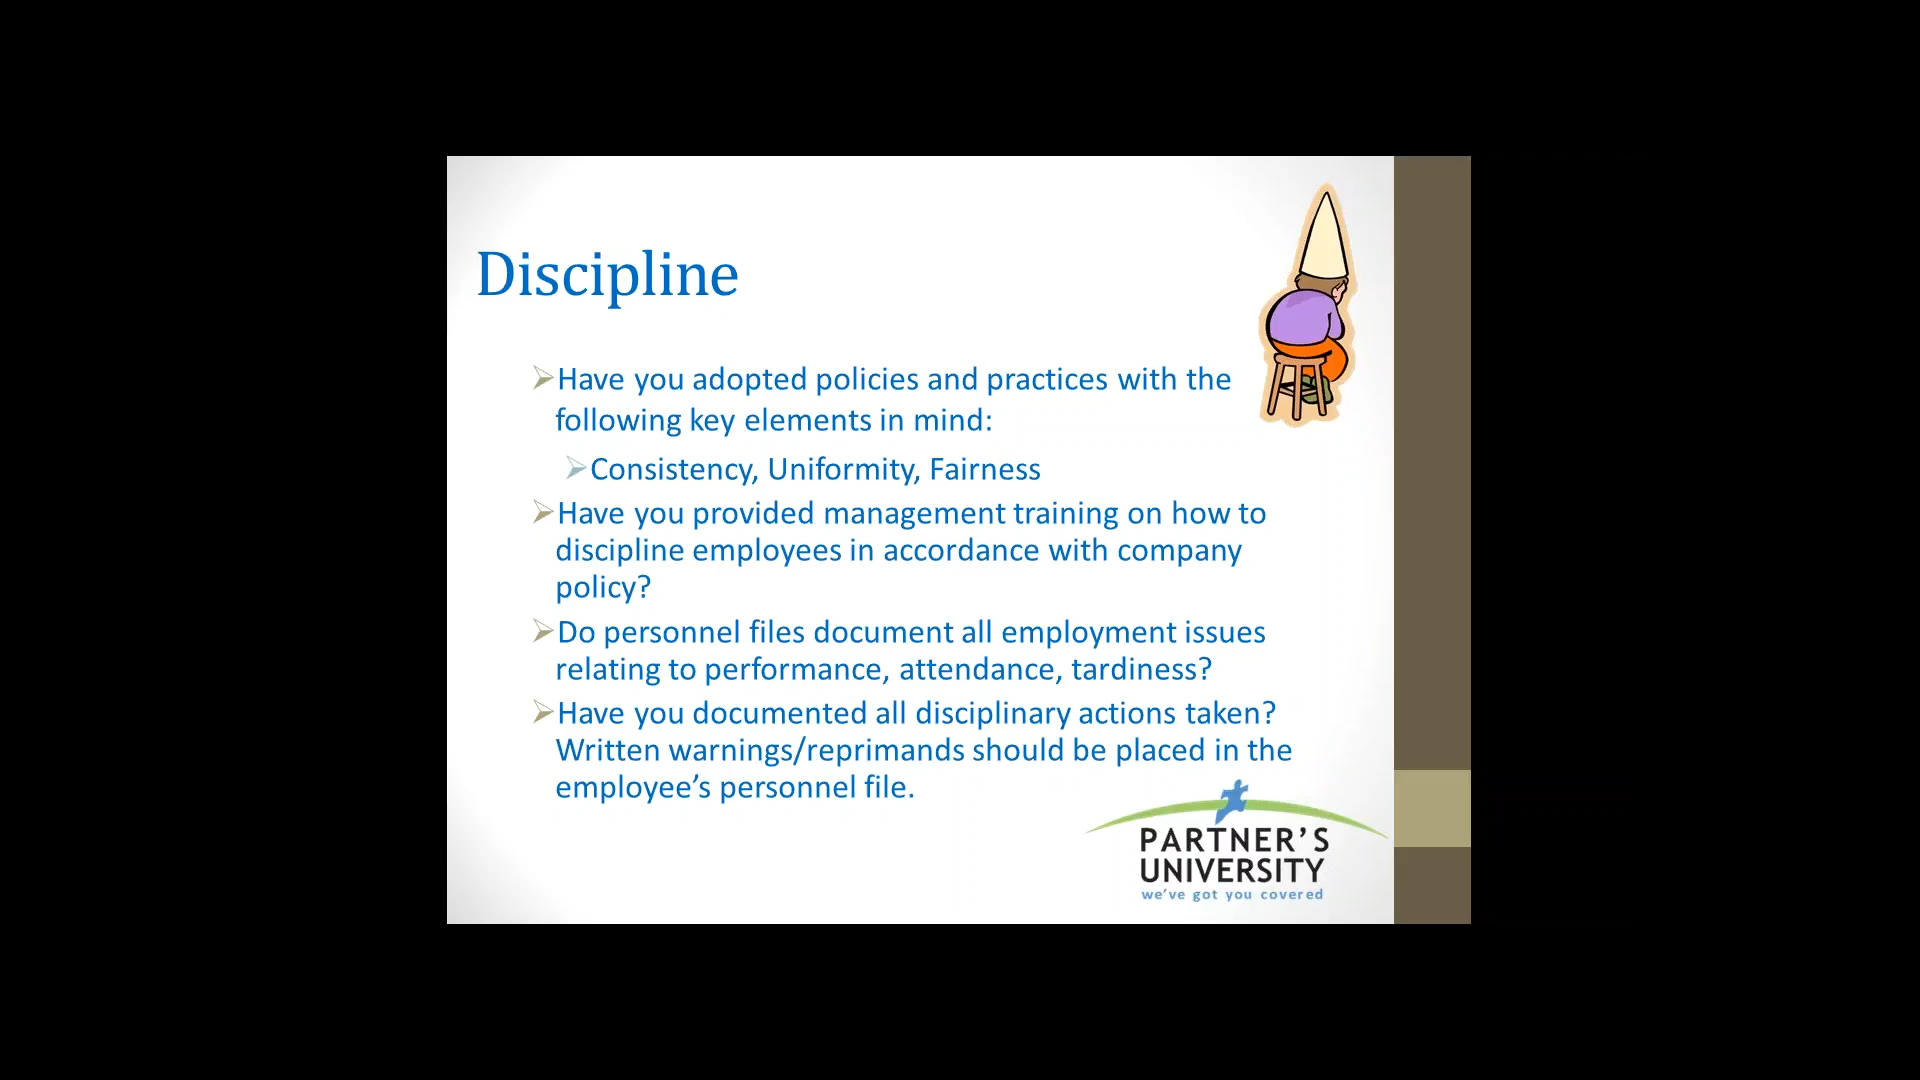 Discipline
Have you adopted policies and practices with the
following key elements in mind:
Consistency, Uniformity, Fairness
Have you provided management training on how to
discipline employees in accordance with company
policy?
Do personnel files document all employment issues
relating to performance, attendance, tardiness?
Have you documented all disciplinary actions taken?
Written warnings/reprimands should be placed in the
employee’s personnel file.
PARTNER’S
UNIVERSITY
we’ve got you covered